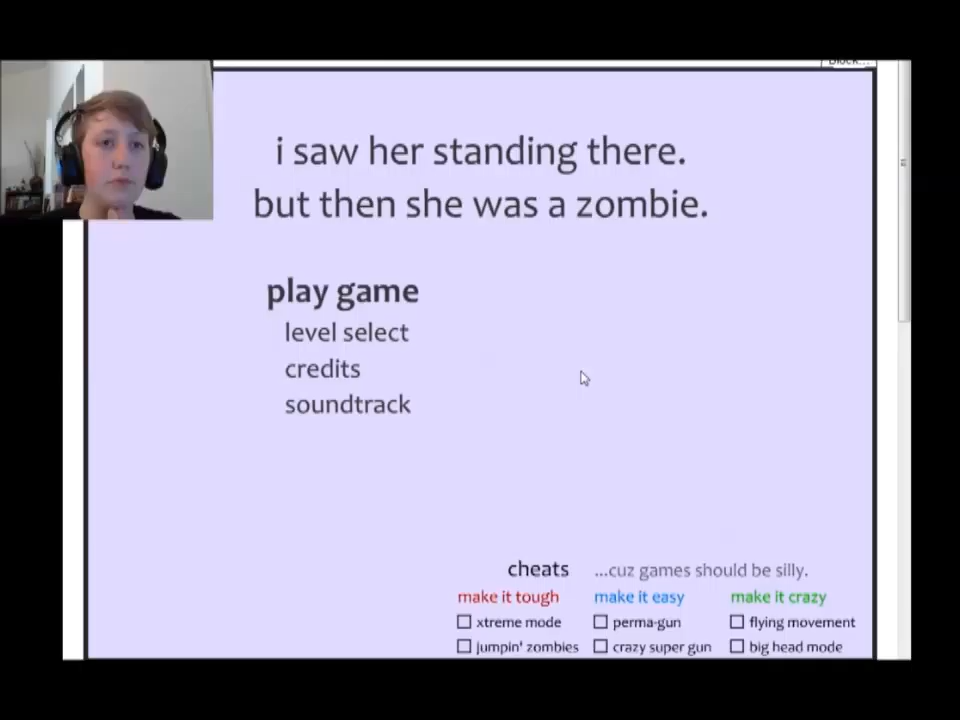 Block...
i saw her standing there.
but then she was a zombie.
play game
level select
credits
soundtrack
cheats ...cuz games should be silly.
make it tough make it easy make it crazy
xtreme mode perma-gun flying movement
jumpin' zombies crazy super gun big head mode